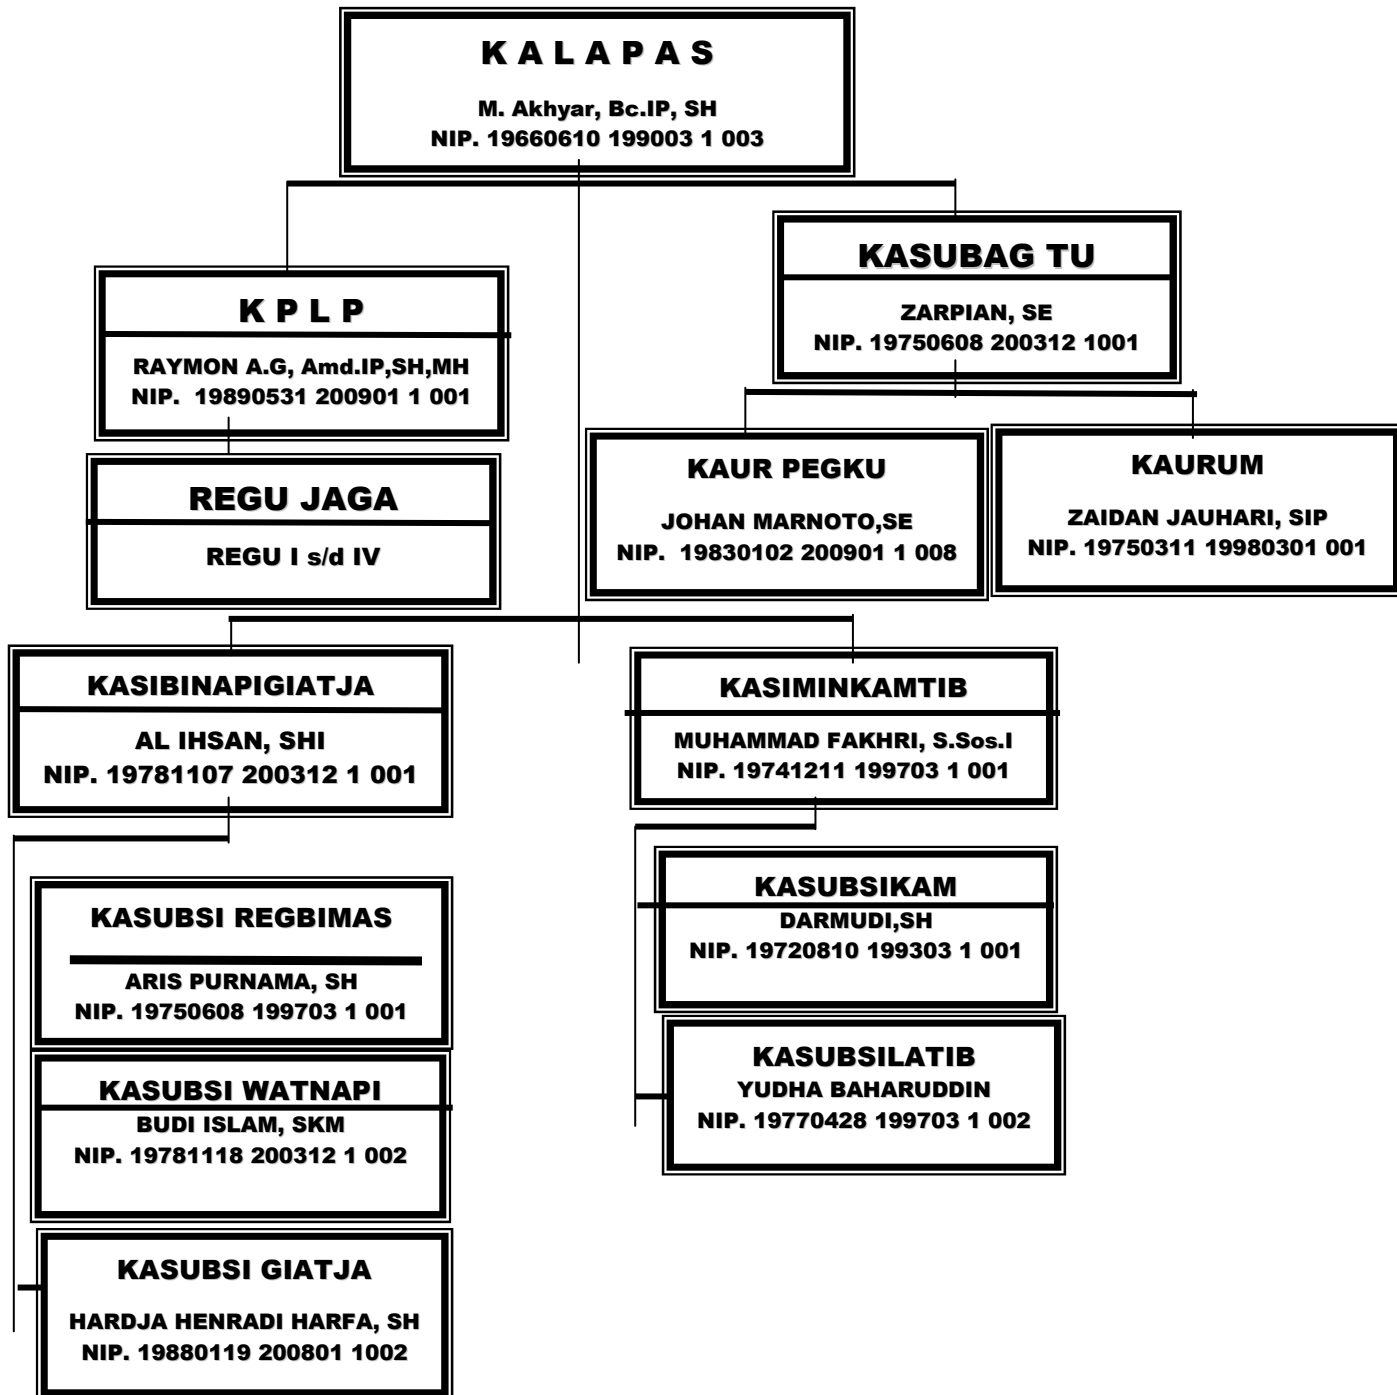 K A L A P A S
M. Akhyar, Bc.IP, SH
NIP. 19660610 199003 1 003
KASUBAG TU
ZARPIAN, SE
NIP. 19750608 200312 1001
K P L P
RAYMON A.G, Amd.IP,SH,MH
NIP. 19890531 200901 1 001
REGU JAGA
REGU I s/d IV
KAUR PEGKU
JOHAN MARNOTO,SE
NIP. 19830102 200901 1 008
KAURUM
ZAIDAN JAUHARI, SIP
NIP. 19750311 19980301 001
KASIBINAPIGIATJA
AL IHSAN, SHI
NIP. 19781107 200312 1 001
KASIMINKAMTIB
MUHAMMAD FAKHRI, S.Sos.I
NIP. 19741211 199703 1 001
KASUBSI REGBIMAS
ARIS PURNAMA, SH
NIP. 19750608 199703 1 001
KASUBSI WATNAPI
BUDI ISLAM, SKM
NIP. 19781118 200312 1 002
KASUBSI GIATJA
HARDJA HENRADI HARFA, SH
NIP. 19880119 200801 1002
KASUBSIKAM
DARMUDI,SH
NIP. 19720810 199303 1 001
KASUBSILATIB
YUDHA BAHARUDDIN
NIP. 19770428 199703 1 002